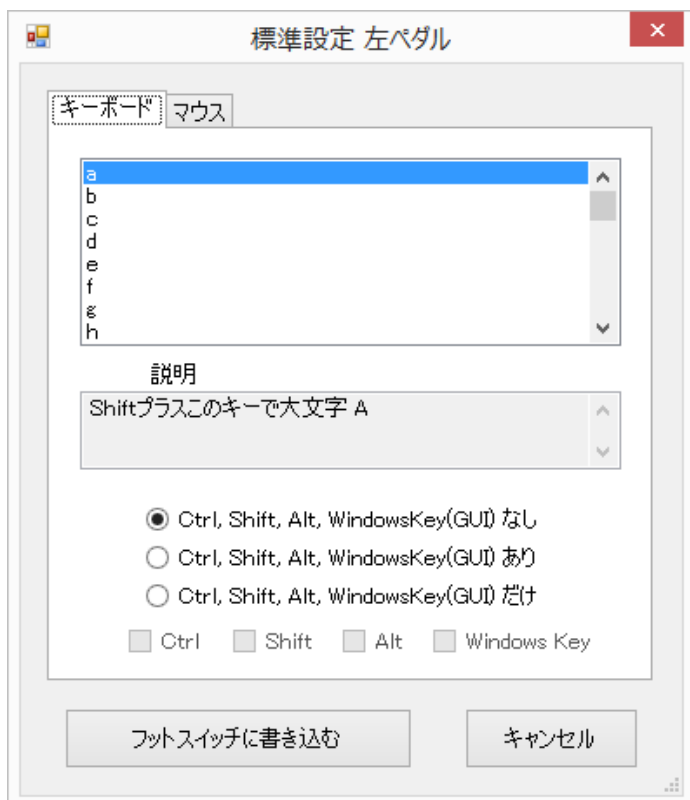 標準設定 左ペダル
キーボード マウス
a
b
c
d
e
f
g
h
説明
Shiftプラスこのキーで大文字 A
Ctrl, Shift, Alt, WindowsKey(GUI) なし
Ctrl, Shift, Alt, WindowsKey(GUI) あり
Ctrl, Shift, Alt, WindowsKey(GUI) だけ
Ctrl Shift Alt Windows Key
フットスイッチに書き込む キャンセル